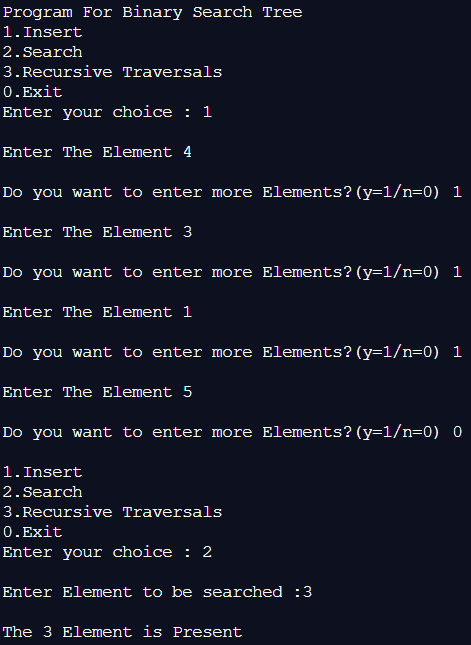 Program For Binary Search Tree
1.Insert
2.Search
3.Recursive Traversals
0.Exit
Enter your choice : 1
Enter The Element 4
Do you want to enter more Elements?(y=1/n=0) 1
Enter The Element 3
Do you want to enter more Elements?(y=1/n=0) 1
Enter The Element 1
Do you want to enter more Elements?(y=1/n=0) 1
Enter The Element 5
Do you want to enter more Elements?(y=1/n=0) 0
1.Insert
2.Search
3.Recursive Traversals
0.Exit
Enter your choice : 2
Enter Element to be searched :3
The 3 Element is Present